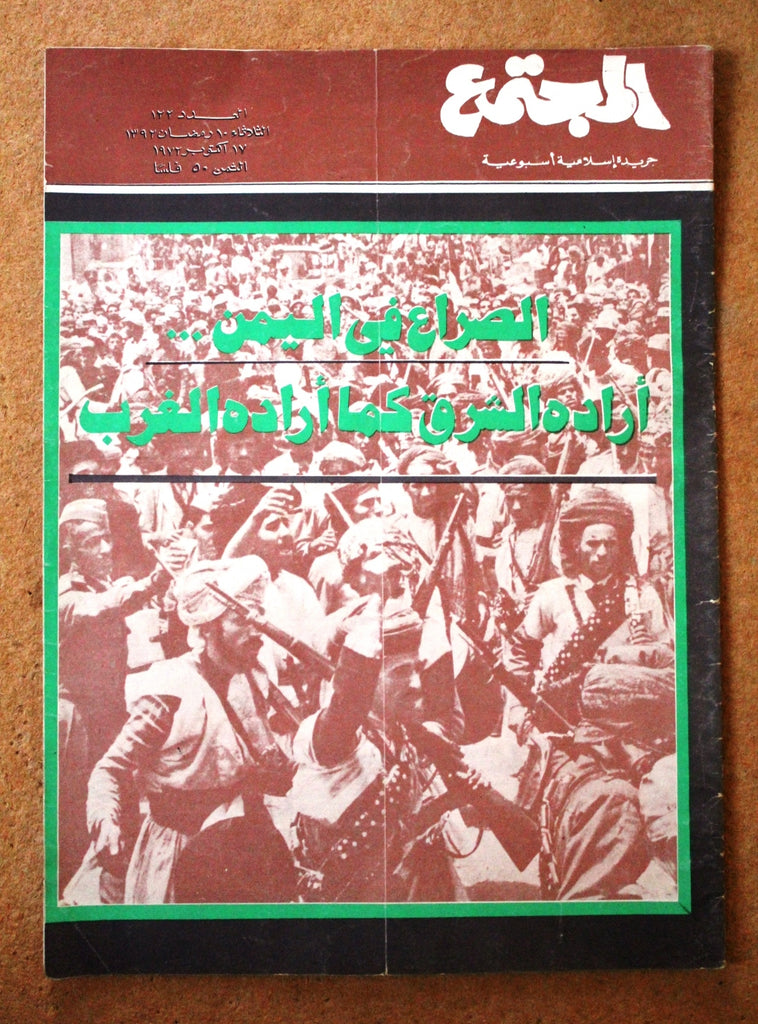 المجتمع
جريدة إسلامية أسبوعية
العدد ١٢٢
الثلاثاء ١٠ رمضان ١٣٩٢
١٧ اكتوبر ١٩٧٢
الثمن ٥٠ فلسا
الصراع في اليمن ...
أراده الشرق كما أراده الغرب